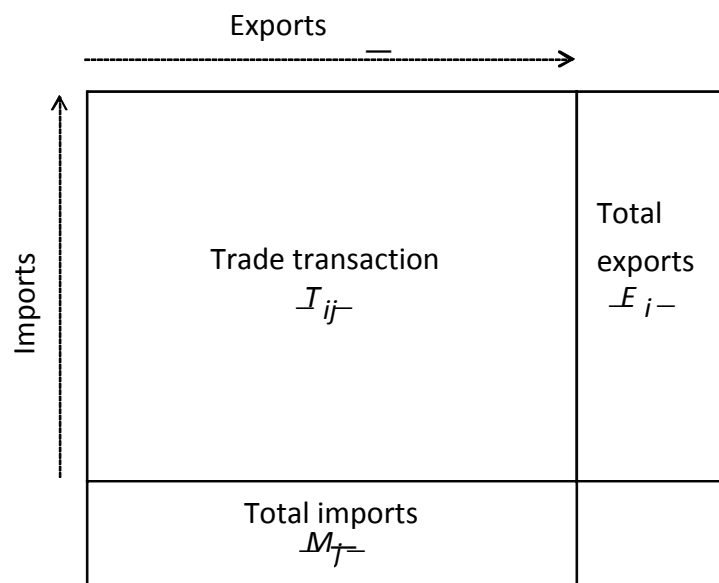 Exports
Imports
Trade transaction
T ij
Total
exports
E i
Total imports
M j